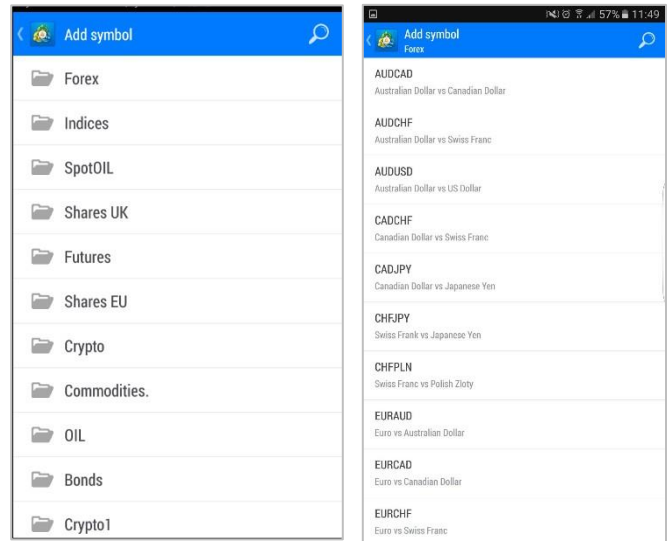 Add symbol
Forex
Indices
SpotOIL
Shares UK
Futures
Shares EU
Crypto
Commodities.
OIL
Bonds
Crypto1
57% 11:49
Add symbol
Forex
AUDCAD
Australian Dollar vs Canadian Dollar
AUDCHF
Australian Dollar vs Swiss Franc
AUDUSD
Australian Dollar vs US Dollar
CADCHF
Canadian Dollar vs Swiss Franc
CADJPY
Canadian Dollar vs Japanese Yen
CHFJPY
Swiss Frank vs Japanese Yen
CHFPLN
Swiss Franc vs Polish Zloty
EURAUD
Euro vs Australian Dollar
EURCAD
Euro vs Canadian Dollar
EURCHF
Euro vs Swiss Franc